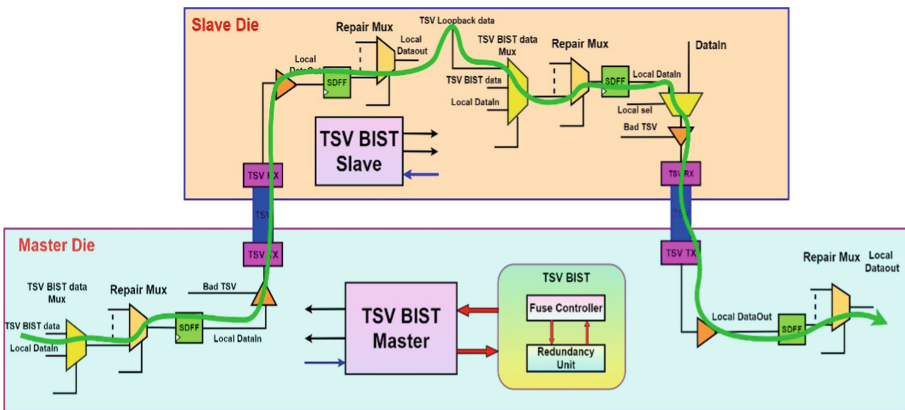 Slave Die
Repair Mux
Local
Dataout
TSV Loopback data
TSV BIST data
Mux
Repair Mux
DataIn
Local
SDFF
TSV BIST data
Local DataIn
SDFF
Local DataIn
Local sel
Bad TSV
TSV BIST
Slave
TSV RX
TSV RX
TSV
Master Die
TSV TX
TSV TX
TSV BIST data
Mux
Repair Mux
Bad TSV
TSV BIST data
Local DataIn
SDFF
Local DataIn
TSV BIST
Master
TSV BIST
Fuse Controller
Redundancy
Unit
Repair Mux
Local
Dataout
Local DataOut
SDFF